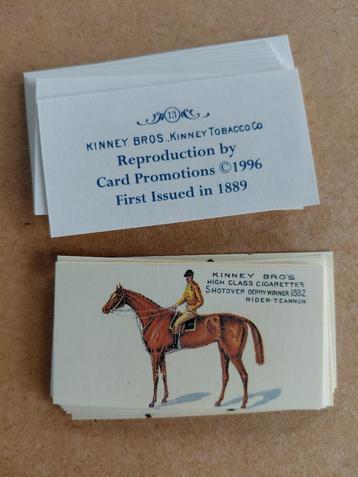 13
KINNEY BROS., KINNEY TOBACCO CO
Reproduction by
Card Promotions ©1996
First Issued in 1889
KINNEY BRO'S
HIGH CLASS CIGARETTES
SHOTOVER DERBY WINNER 1882
RIDER-T. CANNON